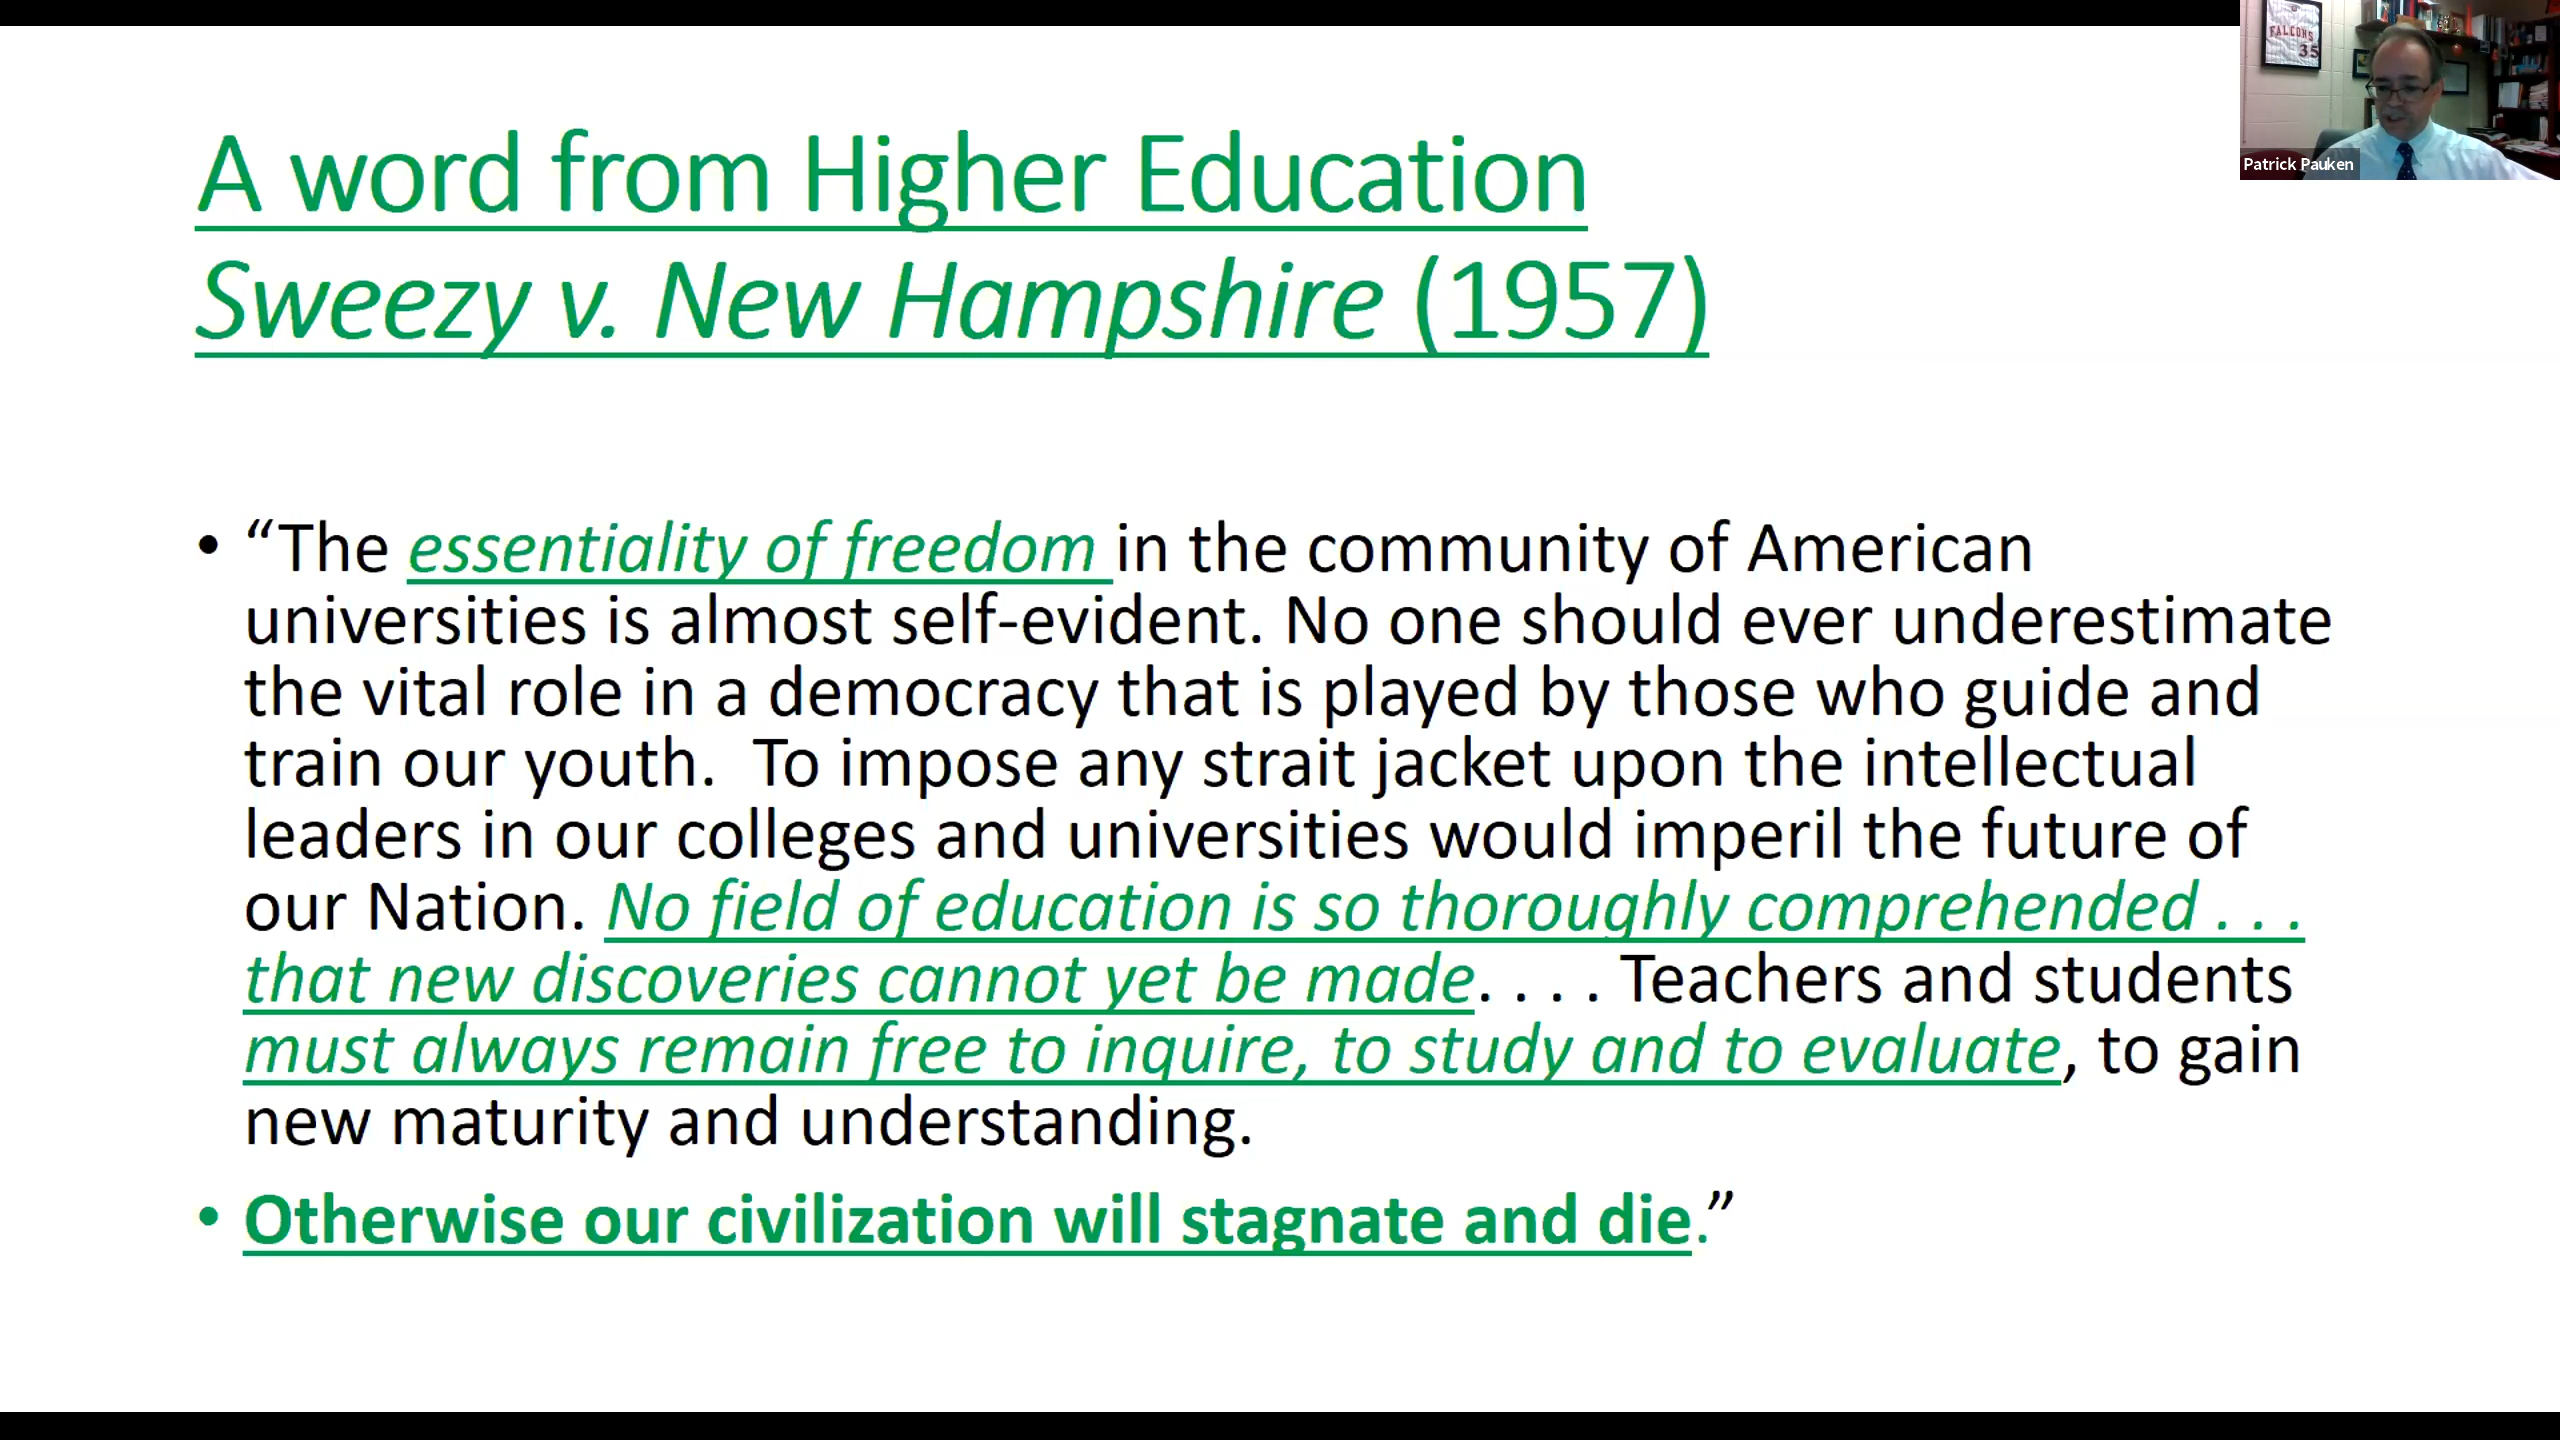 FALCONS
35
Patrick Pauken
A word from Higher Education
Sweezy v. New Hampshire (1957)
• “The essentiality of freedom in the community of American
universities is almost self-evident. No one should ever underestimate
the vital role in a democracy that is played by those who guide and
train our youth.  To impose any strait jacket upon the intellectual
leaders in our colleges and universities would imperil the future of
our Nation. No field of education is so thoroughly comprehended . . .
that new discoveries cannot yet be made. . . . Teachers and students
must always remain free to inquire, to study and to evaluate, to gain
new maturity and understanding.
• Otherwise our civilization will stagnate and die.”